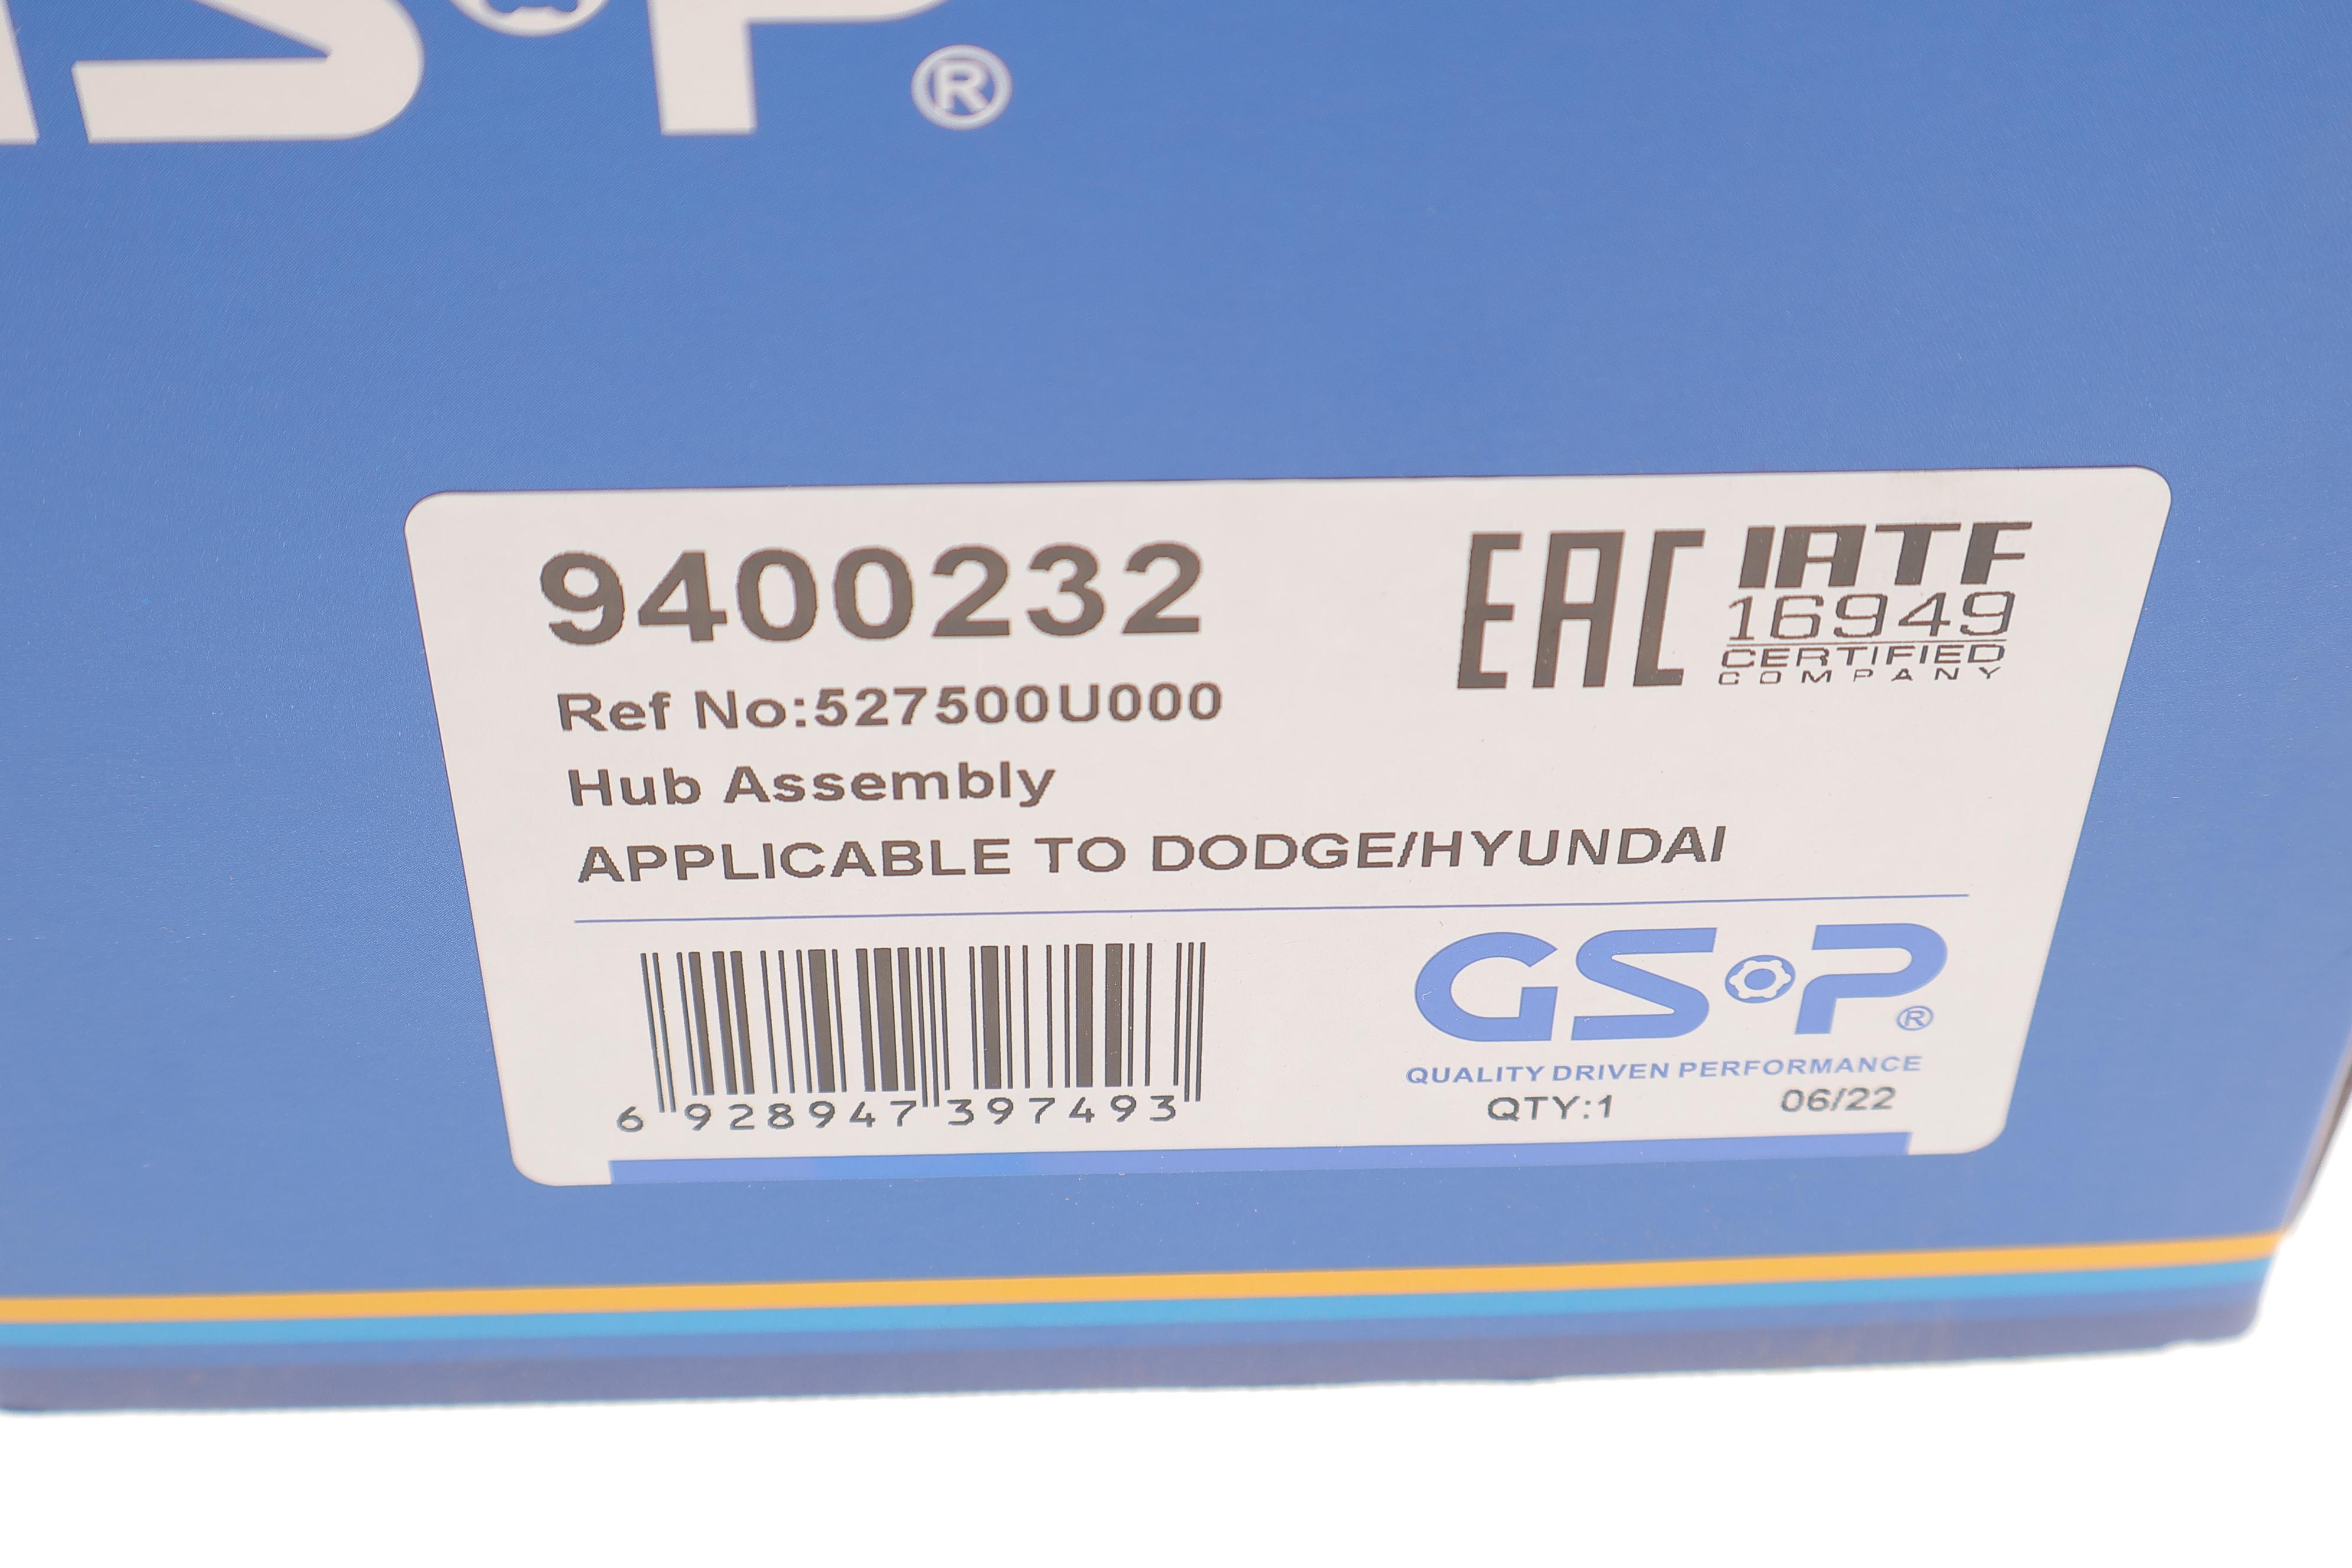 S P ®
9400232
EAC
IATF
16949
CERTIFIED
COMPANY
Ref No:527500U000
Hub Assembly
APPLICABLE TO DODGE/HYUNDAI
6 928947 397493
GSP®
QUALITY DRIVEN PERFORMANCE
QTY:1 06/22